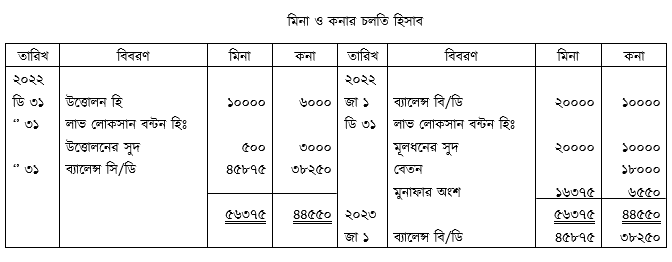 মিনা ও কনার চলতি হিসাব
তারিখ বিবরণ মিনা কনা তারিখ বিবরণ মিনা কনা
২০২২ ২০২২
ডি ৩১ উত্তোলন হি ১০০০০ ৬০০০ জা ১ ব্যালেন্স বি/ডি ২০০০০ ১০০০০
“ ৩১ লাভ লোকসান বন্টন হিঃ ডি ৩১ লাভ লোকসান বন্টন হিঃ
উত্তোলনের সুদ ৫০০ ৩০০০ মূলধনের সুদ ২০০০০ ১০০০০
“ ৩১ ব্যালেন্স সি/ডি ৪৫৮৭৫ ৩৮২৫০ বেতন ১৮০০০
মুনাফার অংশ ১৬৩৭৫ ৬৫৫০
৫৬৩৭৫ ৪৪৫৫০ ২০২৩ ৫৬৩৭৫ ৪৪৫৫০
জা ১ ব্যালেন্স বি/ডি ৪৫৮৭৫ ৩৮২৫০